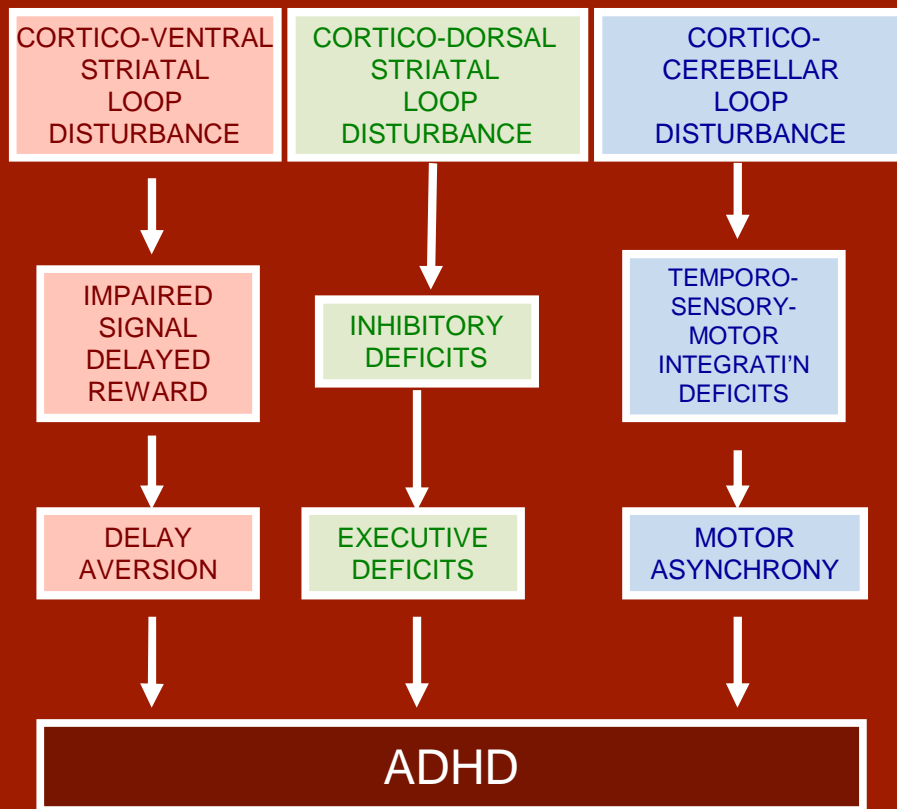 CORTICO-VENTRAL
STRIATAL
LOOP
DISTURBANCE
CORTICO-DORSAL
STRIATAL
LOOP
DISTURBANCE
CORTICO-
CEREBELLAR
LOOP
DISTURBANCE
IMPAIRED
SIGNAL
DELAYED
REWARD
INHIBITORY
DEFICITS
TEMPORO-
SENSORY-
MOTOR
INTEGRATI’N
DEFICITS
DELAY
AVERSION
EXECUTIVE
DEFICITS
MOTOR
ASYNCHRONY
ADHD